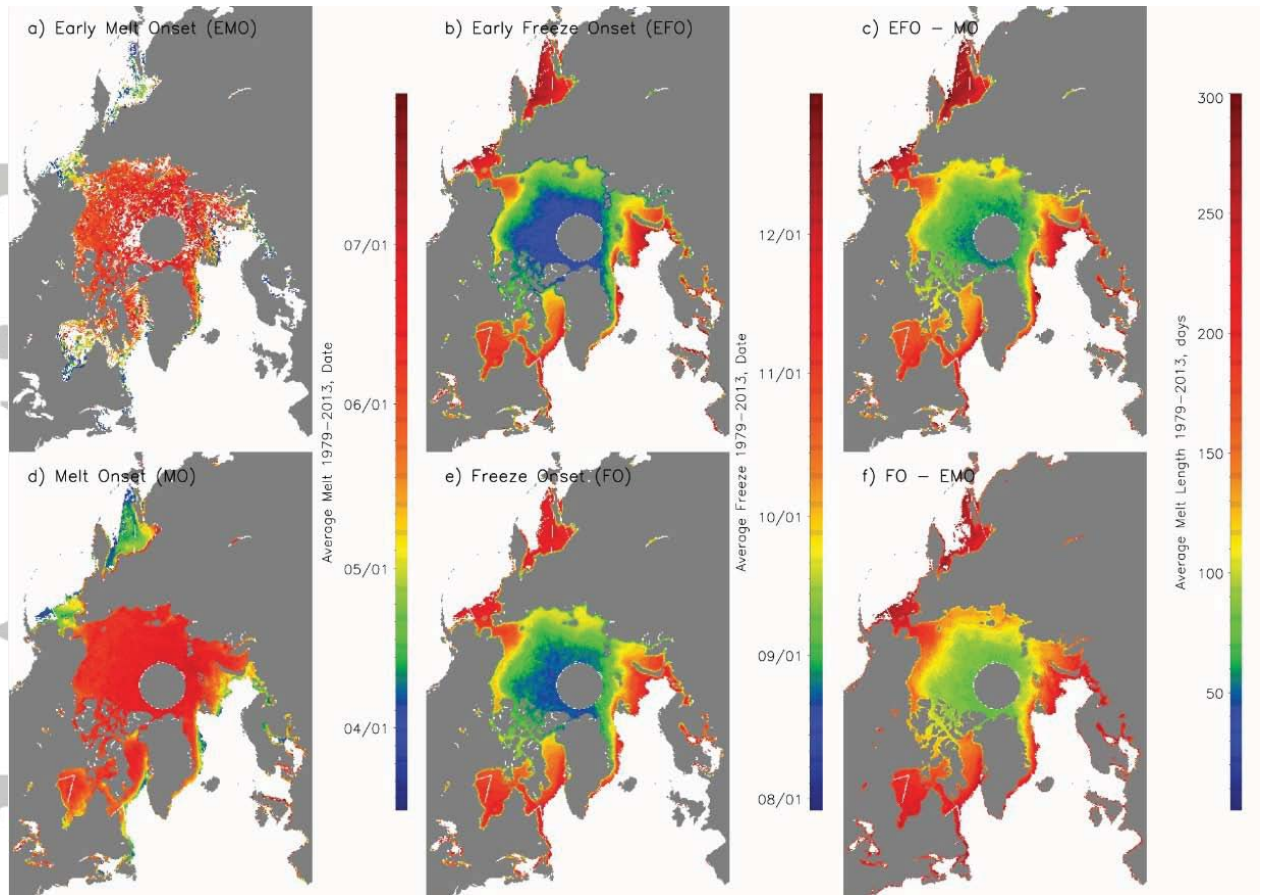 a) Early Melt Onset (EMO)
b) Early Freeze Onset (EFO)
c) EFO – MO
07/01
06/01
05/01
04/01
Average Melt 1979–2013, Date
12/01
11/01
10/01
09/01
08/01
Average Freeze 1979–2013, Date
300
250
200
150
100
50
Average Melt Length 1979–2013, days
d) Melt Onset (MO)
e) Freeze Onset. (FO)
f) FO – EMO